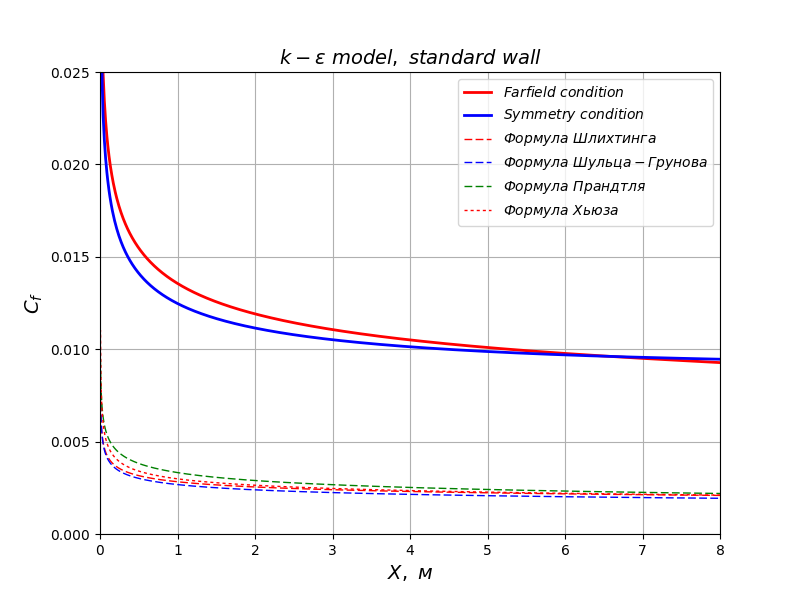 k − ε model, standard wall
0.025
0.020
0.015
0.010
0.005
0.000
C_f
Farfield condition
Symmetry condition
Формула Шлихтинга
Формула Шульца − Грунова
Формула Прандтля
Формула Хьюза
0 1 2 3 4 5 6 7 8
X, м